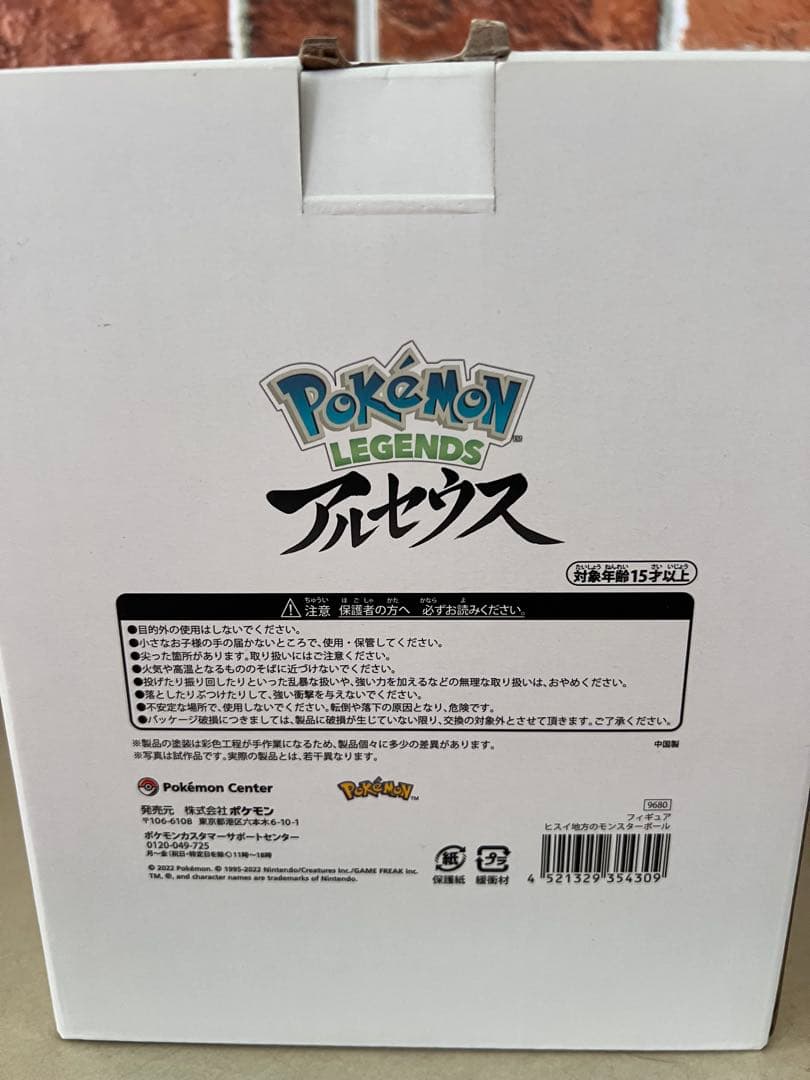 POKéMON
LEGENDS
アルセウス
対象年齢15才以上
注意 保護者の方へ 必ずお読みください。
●目的外の使用はしないでください。
●小さなお子様の手の届かないところで、使用・保管してください。
●尖った箇所があります。取り扱いにはご注意ください。
●火気や高温となるもののそばに近づけないでください。
●投げたり振り回したりといった乱暴な扱いや、強い力を加えるなどの無理な取り扱いは、おやめください。
●落としたりぶつけたりして、強い衝撃を与えないでください。
●不安定な場所で、使用しないでください。転倒や落下の原因となり、危険です。
●パッケージ破損につきましては、製品に破損が生じていない限り、交換の対象外とさせて頂きます。ご了承ください。
※製品の塗装は彩色工程が手作業になるため、製品個々に多少の差異があります。
中国製
※写真は試作品です。実際の製品とは、若干異なります。
Pokémon Center
POKéMON™
発売元 株式会社 ポケモン
〒106-6108 東京都港区六本木6-10-1
ポケモンカスタマーサポートセンター
0120-049-725
月〜金(祝日・特定日を除く)11時〜18時
© 2022 Pokémon. © 1995-2022 Nintendo/Creatures Inc./GAME FREAK inc.
TM, ®, and character names are trademarks of Nintendo.
紙
保護紙
プラ
緩衝材
9680
フィギュア
ヒスイ地方のモンスターボール
4 521329 354309